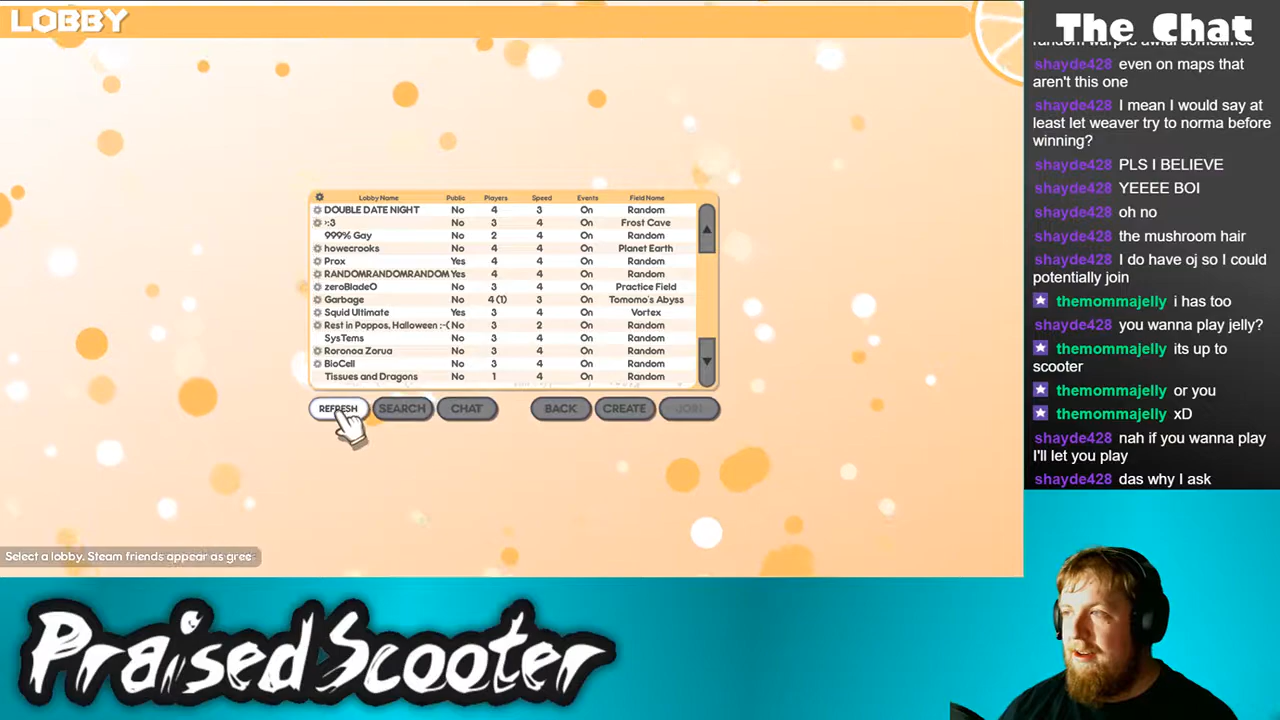 LOBBY
Lobby Name Public Players Speed Events Field Name
DOUBLE DATE NIGHT No 4 3 On Random
>:3 No 3 4 On Frost Cave
999% Gay No 2 4 On Random
howecrooks No 4 4 On Planet Earth
Prox Yes 4 4 On Random
RANDOMRANDOMRANDOM Yes 4 4 On Random
zeroBladeO No 3 4 On Practice Field
Garbage No 4 (1) 3 On Tomomo's Abyss
Squid Ultimate Yes 3 4 On Vortex
Rest in Poppos, Halloween :-( No 3 2 On Random
SysTems No 3 4 On Random
Roronoa Zorua No 3 4 On Random
BioCell No 3 4 On Random
Tissues and Dragons No 1 4 On Random
REFRESH SEARCH CHAT BACK CREATE JOIN
Select a lobby. Steam friends appear as gree
PraisedScooter
The Chat
random warp is awful sometimes
shayde428 even on maps that
aren't this one
shayde428 I mean I would say at
least let weaver try to norma before
winning?
shayde428 PLS I BELIEVE
shayde428 YEEEE BOI
shayde428 oh no
shayde428 the mushroom hair
shayde428 I do have oj so I could
potentially join
themommajelly i has too
shayde428 you wanna play jelly?
themommajelly its up to
scooter
themommajelly or you
themommajelly xD
shayde428 nah if you wanna play
I'll let you play
shayde428 das why I ask